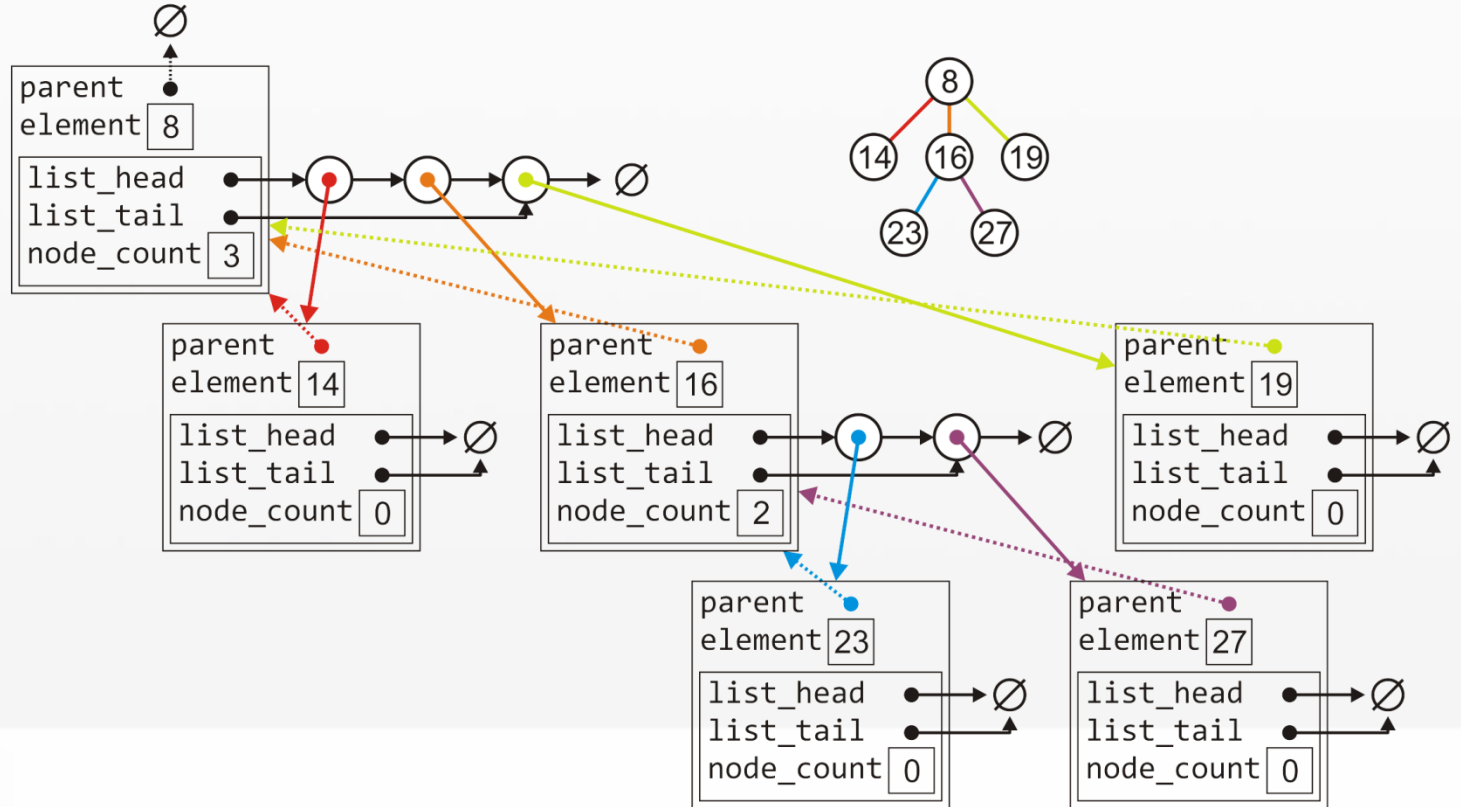 ∅
parent
element 8
list_head ∅
list_tail
node_count 3
8
14 16 19
23 27
parent
element 14
list_head ∅
list_tail
node_count 0
parent
element 16
list_head ∅
list_tail
node_count 2
parent
element 19
list_head ∅
list_tail
node_count 0
parent
element 23
list_head ∅
list_tail
node_count 0
parent
element 27
list_head ∅
list_tail
node_count 0